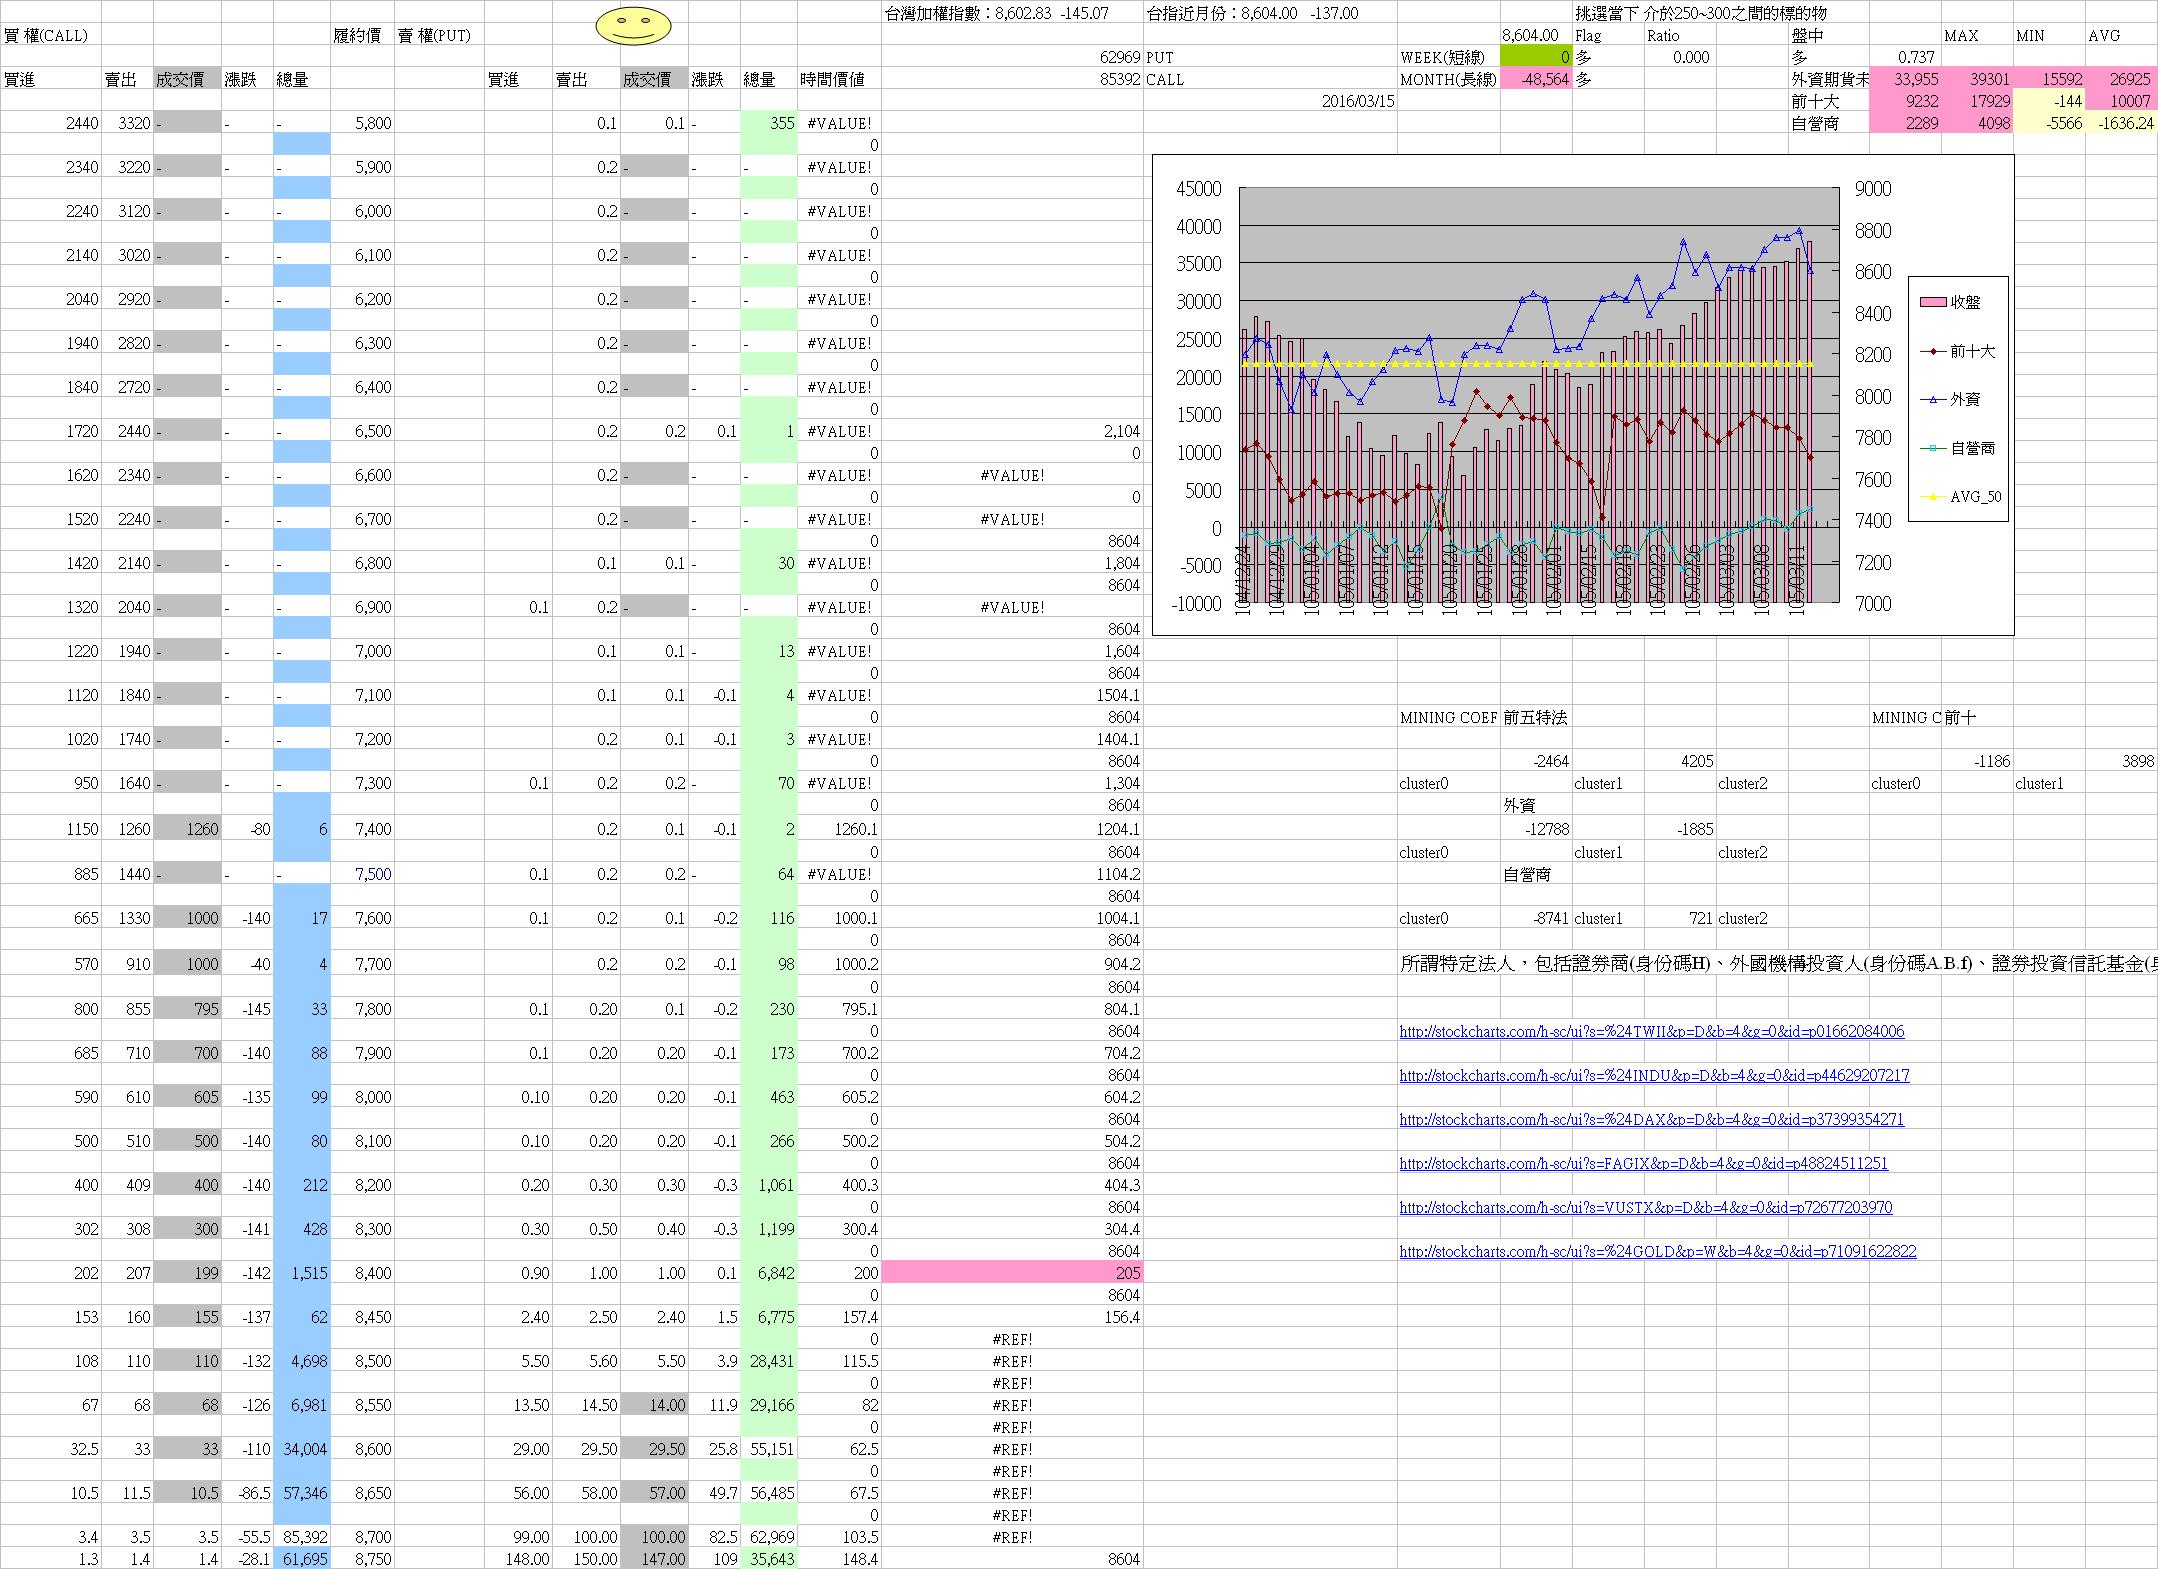 台灣加權指數：8,602.83 -145.07 台指近月份：8,604.00 -137.00 挑選當下 介於250~300之間的標的物
買 權(CALL) 履約價 賣 權(PUT) 8,604.00 Flag Ratio 盤中 MAX MIN AVG
62969 PUT WEEK(短線) 0 多 0.000 多 0.737
買進 賣出 成交價 漲跌 總量 買進 賣出 成交價 漲跌 總量 時間價值 85392 CALL MONTH(長線) -48,564 多 外資期貨未 33,955 39301 15592 26925
2016/03/15 前十大 9232 17929 -144 10007
2440 3320 - - - 5,800 0.1 0.1 - 355 #VALUE! 自營商 2289 4098 -5566 -1636.24
0
2340 3220 - - - 5,900 0.2 - - - #VALUE!
0
2240 3120 - - - 6,000 0.2 - - - #VALUE!
0
2140 3020 - - - 6,100 0.2 - - - #VALUE!
0
2040 2920 - - - 6,200 0.2 - - - #VALUE!
0
1940 2820 - - - 6,300 0.2 - - - #VALUE!
0
1840 2720 - - - 6,400 0.2 - - - #VALUE!
0
1720 2440 - - - 6,500 0.2 0.2 0.1 1 #VALUE! 2,104
0 0
1620 2340 - - - 6,600 0.2 - - - #VALUE! #VALUE!
0 0
1520 2240 - - - 6,700 0.2 - - - #VALUE! #VALUE!
0 8604
1420 2140 - - - 6,800 0.1 0.1 - 30 #VALUE! 1,804
0 8604
1320 2040 - - - 6,900 0.1 0.2 - - - #VALUE! #VALUE!
0 8604
1220 1940 - - - 7,000 0.1 0.1 - 13 #VALUE! 1,604
0 8604
1120 1840 - - - 7,100 0.1 0.1 -0.1 4 #VALUE! 1504.1
0 8604
1020 1740 - - - 7,200 0.2 0.1 -0.1 3 #VALUE! 1404.1
0 8604
950 1640 - - - 7,300 0.1 0.2 0.2 - 70 #VALUE! 1,304
0 8604
1150 1260 1260 -80 6 7,400 0.2 0.1 -0.1 2 1260.1 1204.1
0 8604
885 1440 - - - 7,500 0.1 0.2 0.2 - 64 #VALUE! 1104.2
0 8604
665 1330 1000 -140 17 7,600 0.1 0.2 0.1 -0.2 116 1000.1 1004.1
0 8604
570 910 1000 -40 4 7,700 0.2 0.2 -0.1 98 1000.2 904.2
0 8604
800 855 795 -145 33 7,800 0.1 0.20 0.1 -0.2 230 795.1 804.1
0 8604
685 710 700 -140 88 7,900 0.1 0.20 0.20 -0.1 173 700.2 704.2
0 8604
590 610 605 -135 99 8,000 0.10 0.20 0.20 -0.1 463 605.2 604.2
0 8604
500 510 500 -140 80 8,100 0.10 0.20 0.20 -0.1 266 500.2 504.2
0 8604
400 409 400 -140 212 8,200 0.20 0.30 0.30 -0.3 1,061 400.3 404.3
0 8604
302 308 300 -141 428 8,300 0.30 0.50 0.40 -0.3 1,199 300.4 304.4
0 8604
202 207 199 -142 1,515 8,400 0.90 1.00 1.00 0.1 6,842 200 205
0 8604
153 160 155 -137 62 8,450 2.40 2.50 2.40 1.5 6,775 157.4 156.4
0 #REF!
108 110 110 -132 4,698 8,500 5.50 5.60 5.50 3.9 28,431 115.5 #REF!
0 #REF!
67 68 68 -126 6,981 8,550 13.50 14.50 14.00 11.9 29,166 82 #REF!
0 #REF!
32.5 33 33 -110 34,004 8,600 29.00 29.50 29.50 25.8 55,151 62.5 #REF!
0 #REF!
10.5 11.5 10.5 -86.5 57,346 8,650 56.00 58.00 57.00 49.7 56,485 67.5 #REF!
0 #REF!
3.4 3.5 3.5 -55.5 85,392 8,700 99.00 100.00 100.00 82.5 62,969 103.5 #REF!
1.3 1.4 1.4 -28.1 61,695 8,750 148.00 150.00 147.00 109 35,643 148.4 8604
45000 9000
40000 8800
35000 8600
30000 8400
25000 8200
20000 8000
15000 7800
10000 7600
5000 7400
0 7200
-5000 7000
-10000
104/12/24 104/12/29 105/01/04 105/01/07 105/01/12 105/01/15 105/01/20 105/01/25 105/01/28 105/02/01 105/02/15 105/02/18 105/02/23 105/02/26 105/03/03 105/03/08 105/03/11
收盤
前十大
外資
自營商
AVG_50
MINING COEF 前五特法 MINING C 前十
-2464 4205 -1186 3898
cluster0 cluster1 cluster2 cluster0 cluster1
外資
-12788 -1885
cluster0 cluster1 cluster2
自營商
cluster0 -8741 cluster1 721 cluster2
所謂特定法人，包括證券商(身份碼H)、外國機構投資人(身份碼A.B.f)、證券投資信託基金(身
http://stockcharts.com/h-sc/ui?s=%24TWII&p=D&b=4&g=0&id=p01662084006
http://stockcharts.com/h-sc/ui?s=%24INDU&p=D&b=4&g=0&id=p44629207217
http://stockcharts.com/h-sc/ui?s=%24DAX&p=D&b=4&g=0&id=p37399354271
http://stockcharts.com/h-sc/ui?s=FAGIX&p=D&b=4&g=0&id=p48824511251
http://stockcharts.com/h-sc/ui?s=VUSTX&p=D&b=4&g=0&id=p72677203970
http://stockcharts.com/h-sc/ui?s=%24GOLD&p=W&b=4&g=0&id=p71091622822